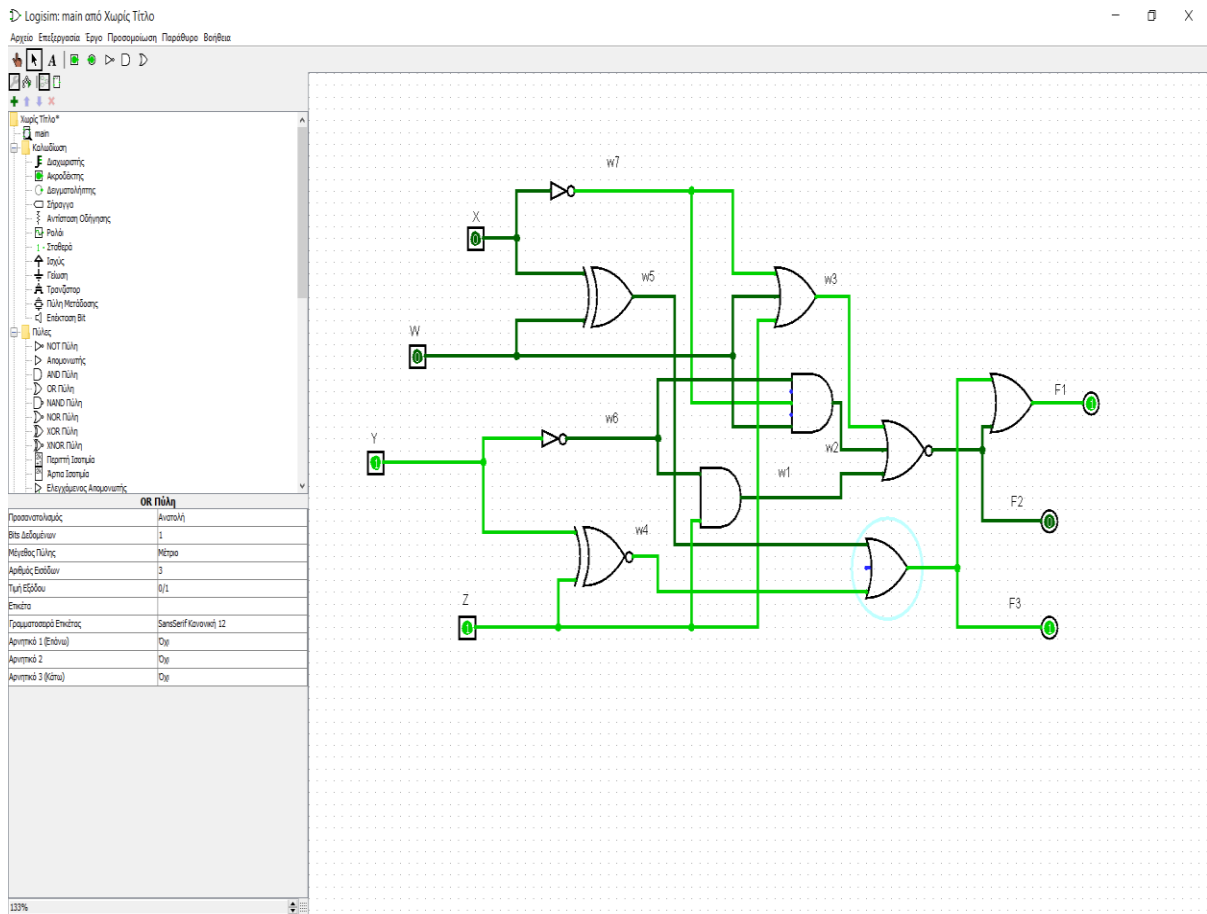 Logisim: main από Χωρίς Τίτλο
Αρχείο Επεξεργασία Έργο Προσομοίωση Παράθυρο Βοήθεια
A
Χωρίς Τίτλο*
main
Καλωδίωση
Διαχωριστής
Ακροδέκτης
Δειγματολήπτης
Σήραγγα
Αντίσταση Οδήγησης
Ρολόι
Σταθερά
Ισχύς
Γείωση
Τρανζίστορ
Πύλη Μετάδοσης
Επέκταση Bit
Πύλες
NOT Πύλη
Απομονωτής
AND Πύλη
OR Πύλη
NAND Πύλη
NOR Πύλη
XOR Πύλη
XNOR Πύλη
Περιττή Ισοτιμία
Άρτια Ισοτιμία
Ελεγχόμενος Απομονωτής
OR Πύλη
Προσανατολισμός Ανατολή
Bits Δεδομένων 1
Μέγεθος Πύλης Μέτριο
Αριθμός Εισόδων 3
Τιμή Εξόδου 0/1
Ετικέτα
Γραμματοσειρά Ετικέτας SansSerif Κανονική 12
Αρνητικό 1 (Επάνω) Όχι
Αρνητικό 2 Όχι
Αρνητικό 3 (Κάτω) Όχι
133%
w7
X
0
w5
w3
W
0
w6
F1
1
Y
1
w2
w1
F2
0
w4
Z
1
F3
1